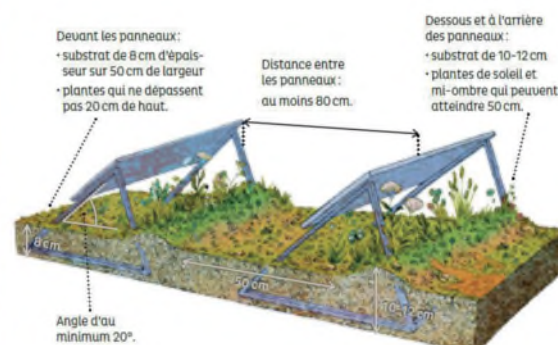 Devant les panneaux:
• substrat de 8 cm d'épais-
seur sur 50 cm de largeur
• plantes qui ne dépassent
pas 20 cm de haut.
Distance entre
les panneaux:
au moins 80 cm.
Dessous et à l'arrière
des panneaux:
• substrat de 10-12 cm
• plantes de soleil et
mi-ombre qui peuvent
atteindre 50 cm.
8 cm
50 cm
10-12 cm
Angle d'au
minimum 20°.